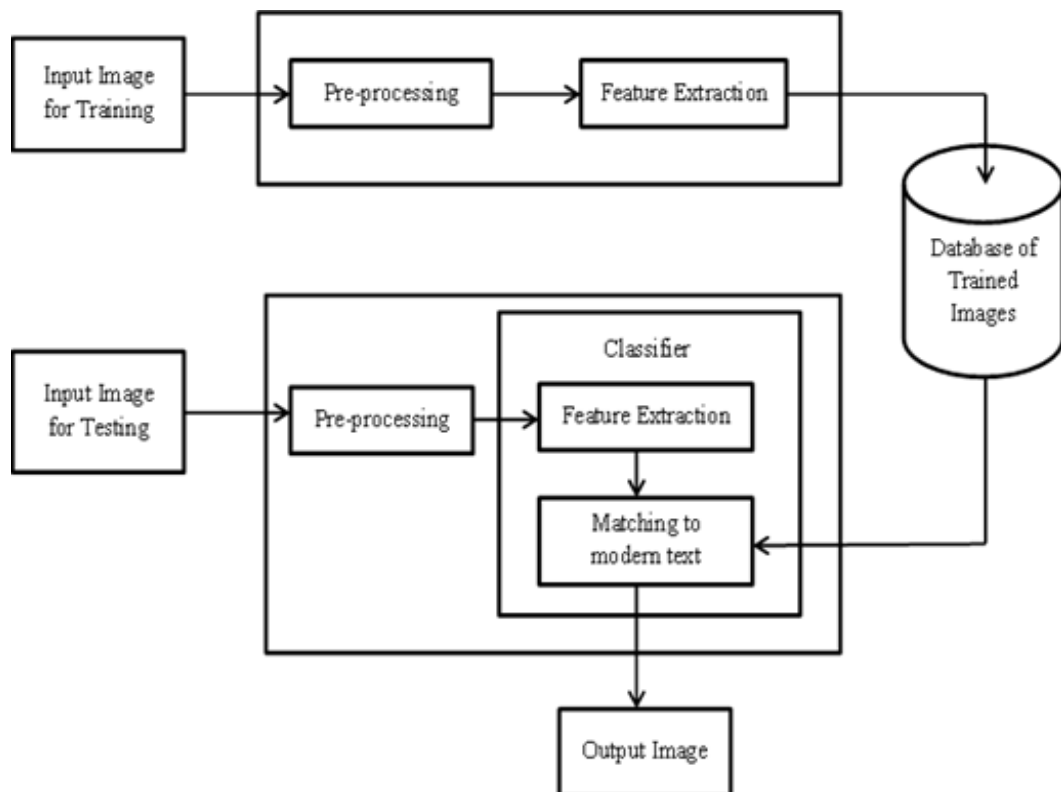 Input Image
for Training
Pre-processing
Feature Extraction
Database of
Trained
Images
Input Image
for Testing
Pre-processing
Classifier
Feature Extraction
Matching to
modern text
Output Image